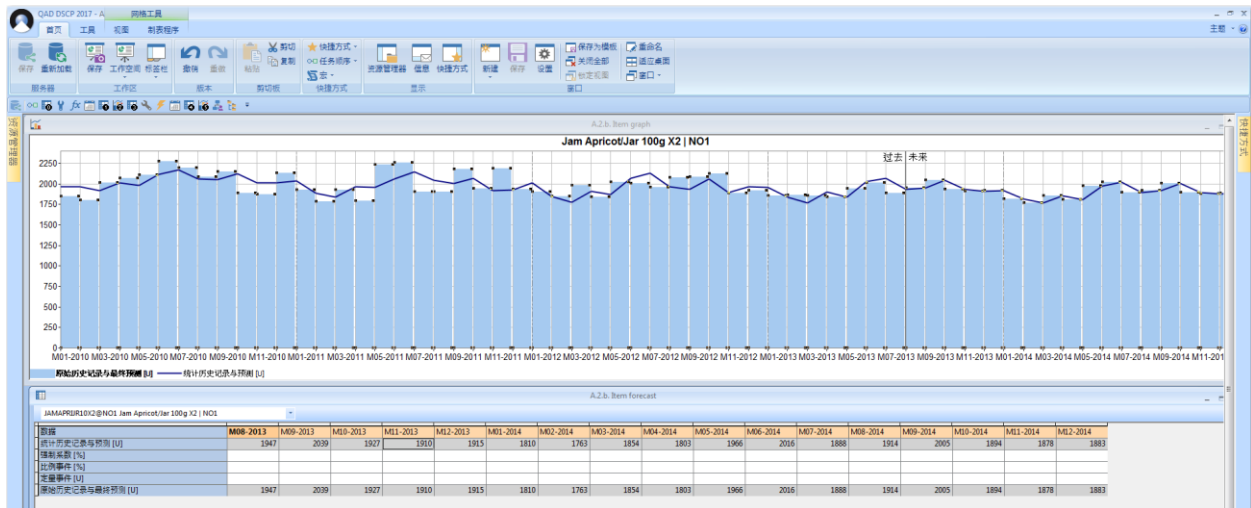 QAD DSCP 2017 - A 网格工具
首页 工具 视图 制表程序 主题
保存 重新加载 保存 工作空间 标签栏 撤销 重做 粘贴 剪切 复制 快捷方式 任务顺序 宏 资源管理器 信息 快捷方式 新建 保存 设置 保存为模板 关闭全部 锁定视图 重命名 适应桌面 窗口
服务器 工作区 版本 剪切板 快捷方式 显示 窗口
资源管理器
快捷方式
A.2.b. Item graph
Jam Apricot/Jar 100g X2 | NO1
过去 未来
2250
2000
1750
1500
1250
1000
750
500
250
0
M01-2010 M03-2010 M05-2010 M07-2010 M09-2010 M11-2010 M01-2011 M03-2011 M05-2011 M07-2011 M09-2011 M11-2011 M01-2012 M03-2012 M05-2012 M07-2012 M09-2012 M11-2012 M01-2013 M03-2013 M05-2013 M07-2013 M09-2013 M11-2013 M01-2014 M03-2014 M05-2014 M07-2014 M09-2014 M11-201
原始历史记录与最终预测 [U] 统计历史记录与预测 [U]
A.2.b. Item forecast
JAMAPRIJR10X2@NO1 Jam Apricot/Jar 100g X2 | NO1
数据 M08-2013 M09-2013 M10-2013 M11-2013 M12-2013 M01-2014 M02-2014 M03-2014 M04-2014 M05-2014 M06-2014 M07-2014 M08-2014 M09-2014 M10-2014 M11-2014 M12-2014
统计历史记录与预测 [U] 1947 2039 1927 1910 1915 1810 1763 1854 1803 1966 2016 1888 1914 2005 1894 1878 1883
强制系数 [%]
比例事件 [%]
定量事件 [U]
原始历史记录与最终预测 [U] 1947 2039 1927 1910 1915 1810 1763 1854 1803 1966 2016 1888 1914 2005 1894 1878 1883